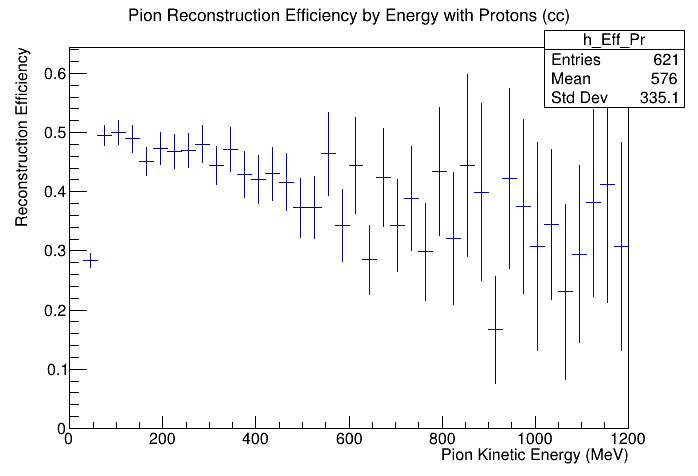 Pion Reconstruction Efficiency by Energy with Protons (cc)
h_Eff_Pr
Entries 621
Mean 576
Std Dev 335.1
Reconstruction Efficiency
0.6
0.5
0.4
0.3
0.2
0.1
0
0 200 400 600 800 1000 1200
Pion Kinetic Energy (MeV)